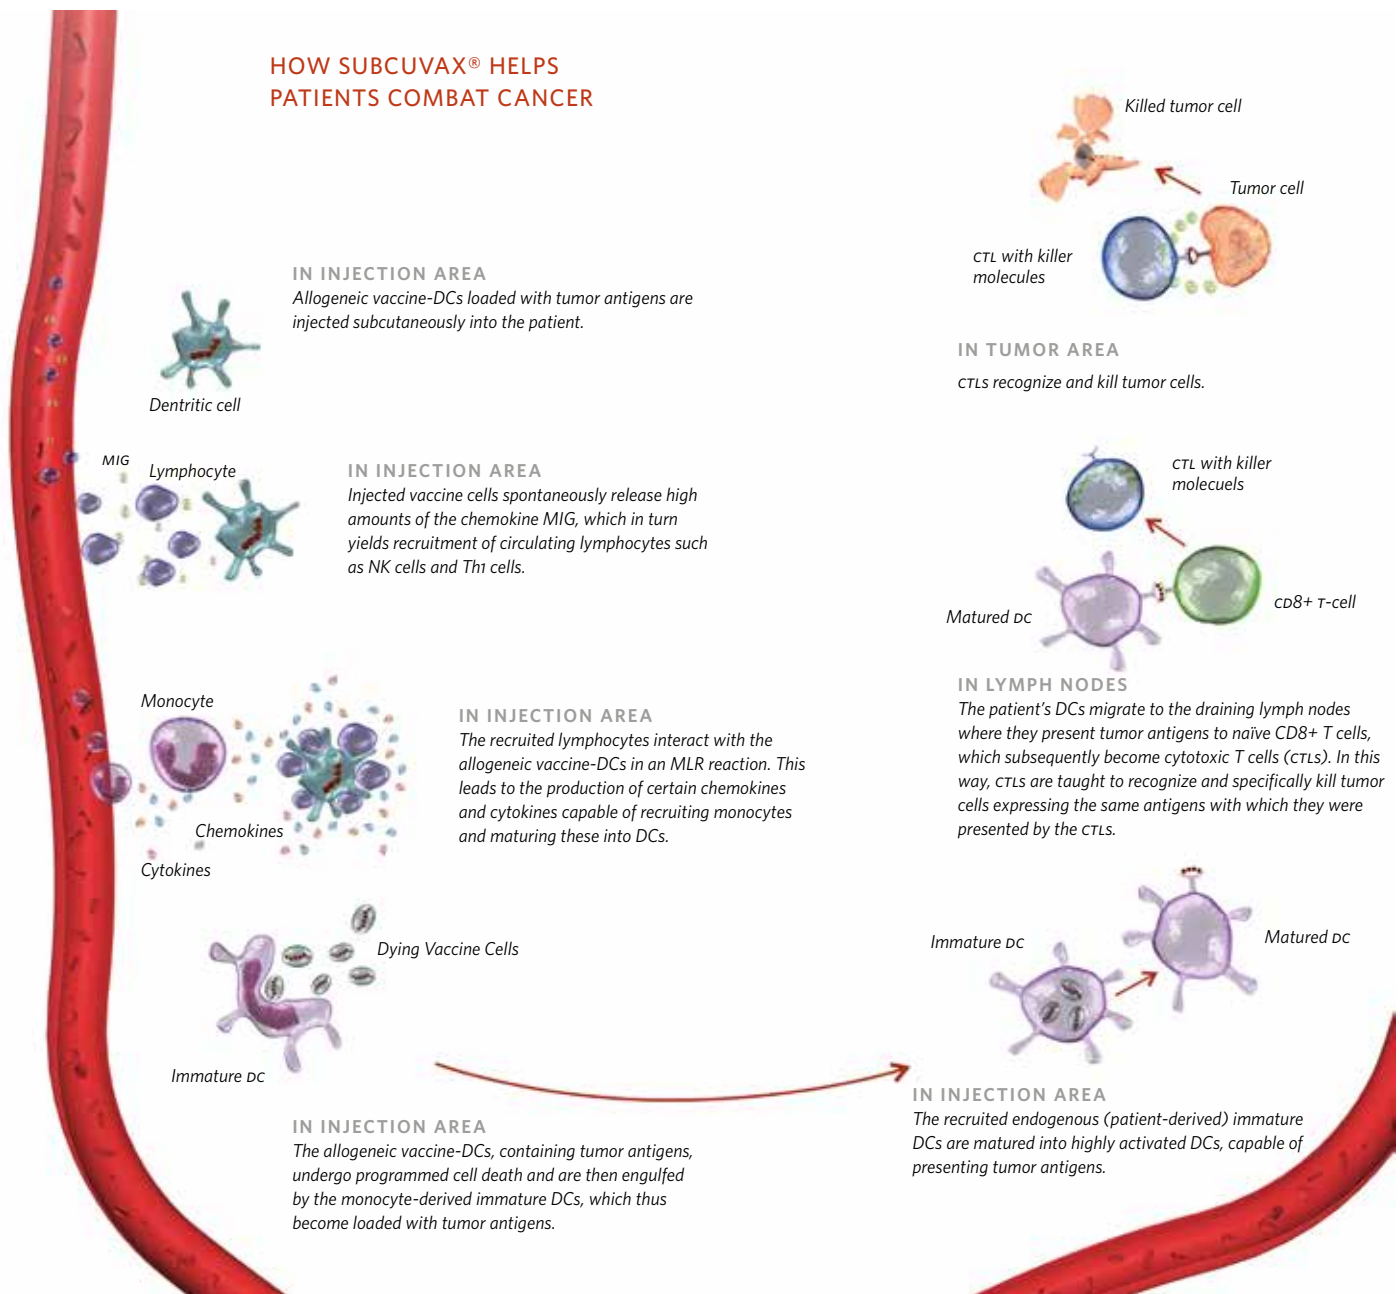 HOW SUBCUVAX® HELPS
PATIENTS COMBAT CANCER
IN INJECTION AREA
Allogeneic vaccine-DCs loaded with tumor antigens are
injected subcutaneously into the patient.
Dentritic cell
MIG
Lymphocyte
IN INJECTION AREA
Injected vaccine cells spontaneously release high
amounts of the chemokine MIG, which in turn
yields recruitment of circulating lymphocytes such
as NK cells and Th1 cells.
Monocyte
Chemokines
Cytokines
IN INJECTION AREA
The recruited lymphocytes interact with the
allogeneic vaccine-DCs in an MLR reaction. This
leads to the production of certain chemokines
and cytokines capable of recruiting monocytes
and maturing these into DCs.
Dying Vaccine Cells
Immature DC
IN INJECTION AREA
The allogeneic vaccine-DCs, containing tumor antigens,
undergo programmed cell death and are then engulfed
by the monocyte-derived immature DCs, which thus
become loaded with tumor antigens.
Killed tumor cell
Tumor cell
CTL with killer
molecules
IN TUMOR AREA
CTLs recognize and kill tumor cells.
CTL with killer
molecuels
Matured DC
CD8+ T-cell
IN LYMPH NODES
The patient's DCs migrate to the draining lymph nodes
where they present tumor antigens to naïve CD8+ T cells,
which subsequently become cytotoxic T cells (CTLs). In this
way, CTLs are taught to recognize and specifically kill tumor
cells expressing the same antigens with which they were
presented by the CTLs.
Immature DC
Matured DC
IN INJECTION AREA
The recruited endogenous (patient-derived) immature
DCs are matured into highly activated DCs, capable of
presenting tumor antigens.